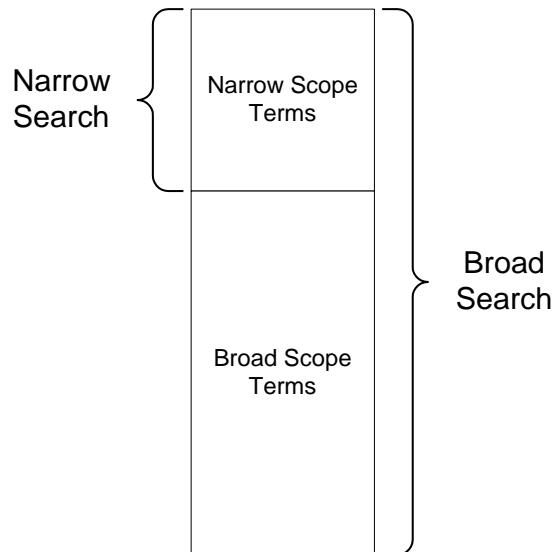 Narrow
Search
Narrow Scope
Terms
Broad
Search
Broad Scope
Terms